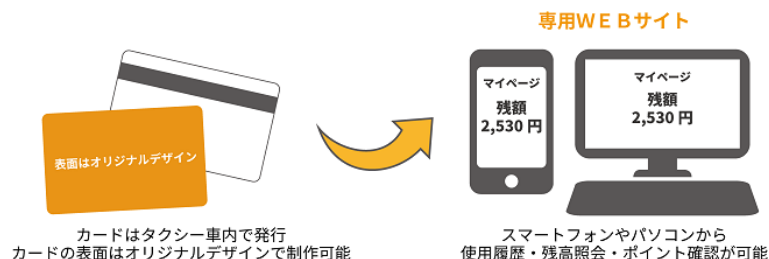 専用ＷＥＢサイト
表面はオリジナルデザイン
マイページ
残額
2,530 円
マイページ
残額
2,530 円
カードはタクシー車内で発行
カードの表面はオリジナルデザインで制作可能
スマートフォンやパソコンから
使用履歴・残高照会・ポイント確認が可能